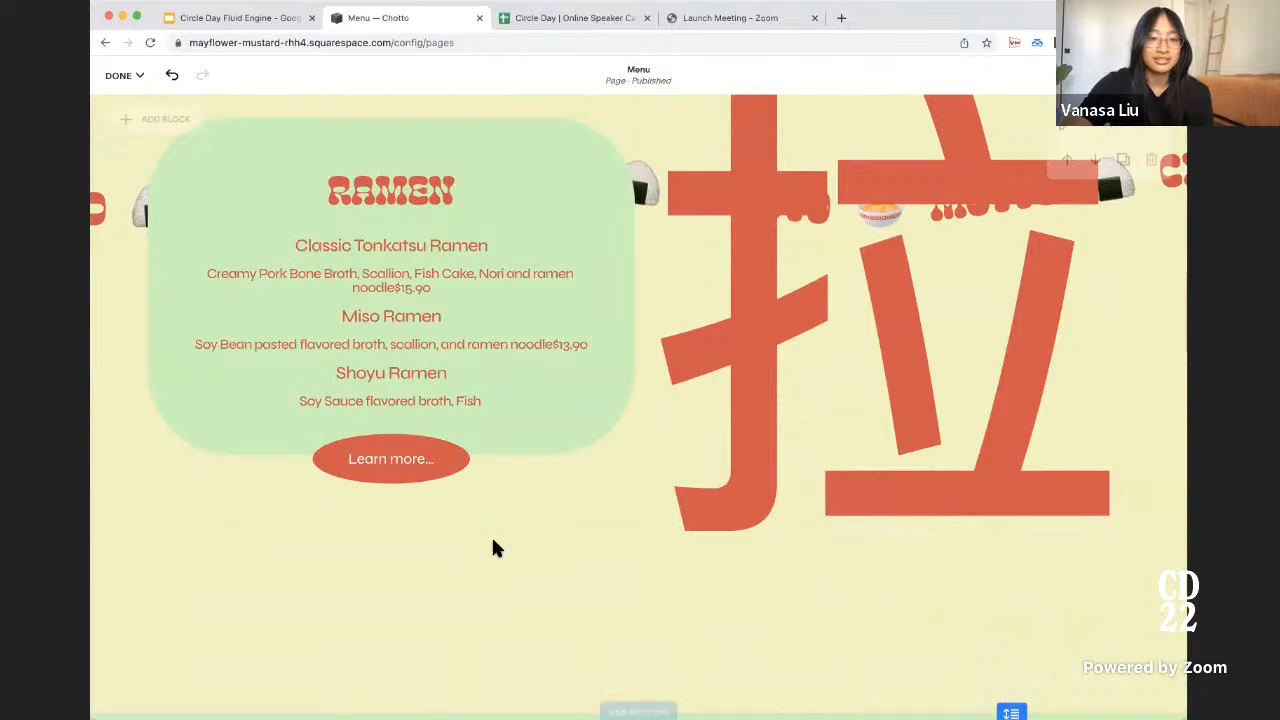 Circle Day Fluid Engine - Goog
Menu — Chotto
Circle Day | Online Speaker Ca
Launch Meeting - Zoom
mayflower-mustard-rhh4.squarespace.com/config/pages
DONE
Menu
Page · Published
Vanasa Liu
ADD BLOCK
RAMEN
Classic Tonkatsu Ramen
Creamy Pork Bone Broth, Scallion, Fish Cake, Nori and ramen
noodle$15.90
Miso Ramen
Soy Bean pasted flavored broth, scallion, and ramen noodle$13.90
Shoyu Ramen
Soy Sauce flavored broth, Fish
Learn more...
拉
CD
22
Powered by Zoom
ADD SECTION